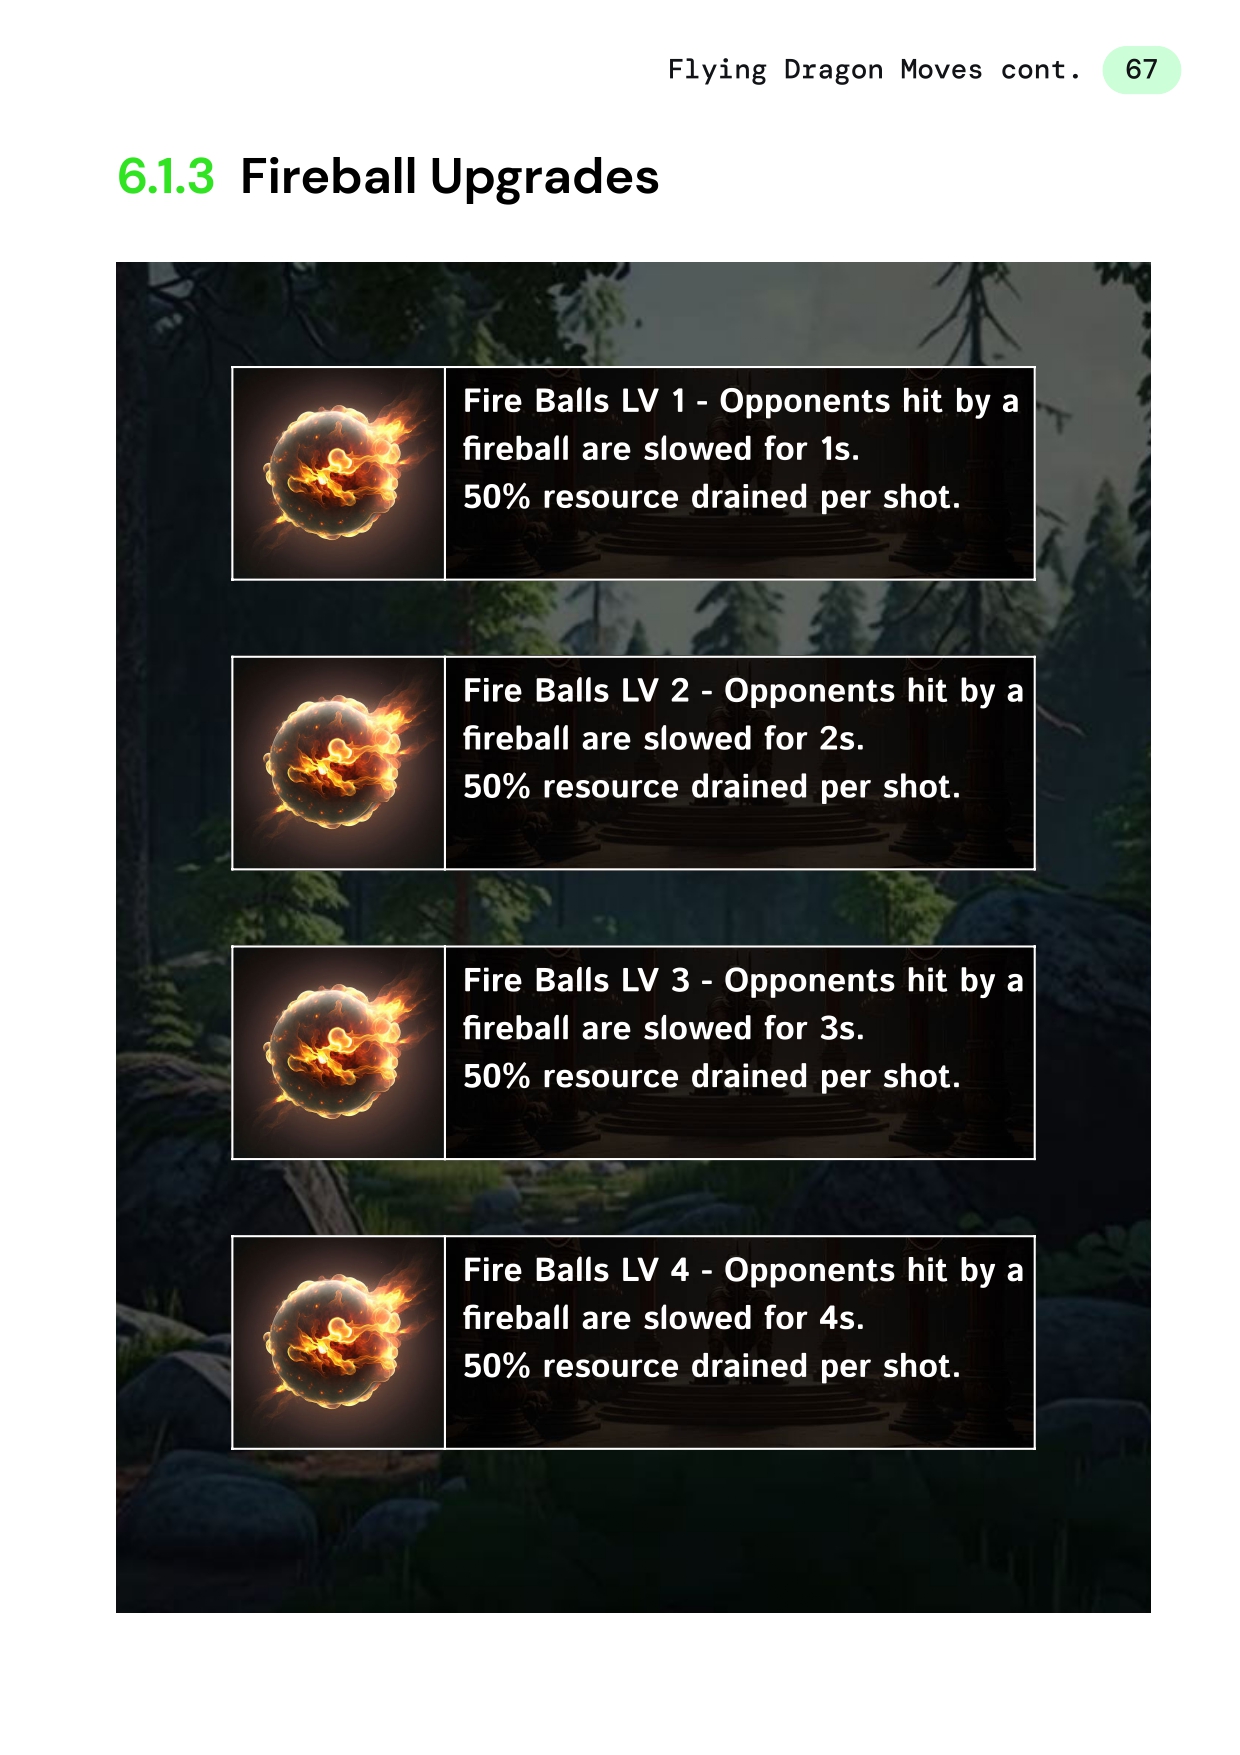 Flying Dragon Moves cont. 67
6.1.3 Fireball Upgrades
Fire Balls LV 1 - Opponents hit by a
fireball are slowed for 1s.
50% resource drained per shot.
Fire Balls LV 2 - Opponents hit by a
fireball are slowed for 2s.
50% resource drained per shot.
Fire Balls LV 3 - Opponents hit by a
fireball are slowed for 3s.
50% resource drained per shot.
Fire Balls LV 4 - Opponents hit by a
fireball are slowed for 4s.
50% resource drained per shot.